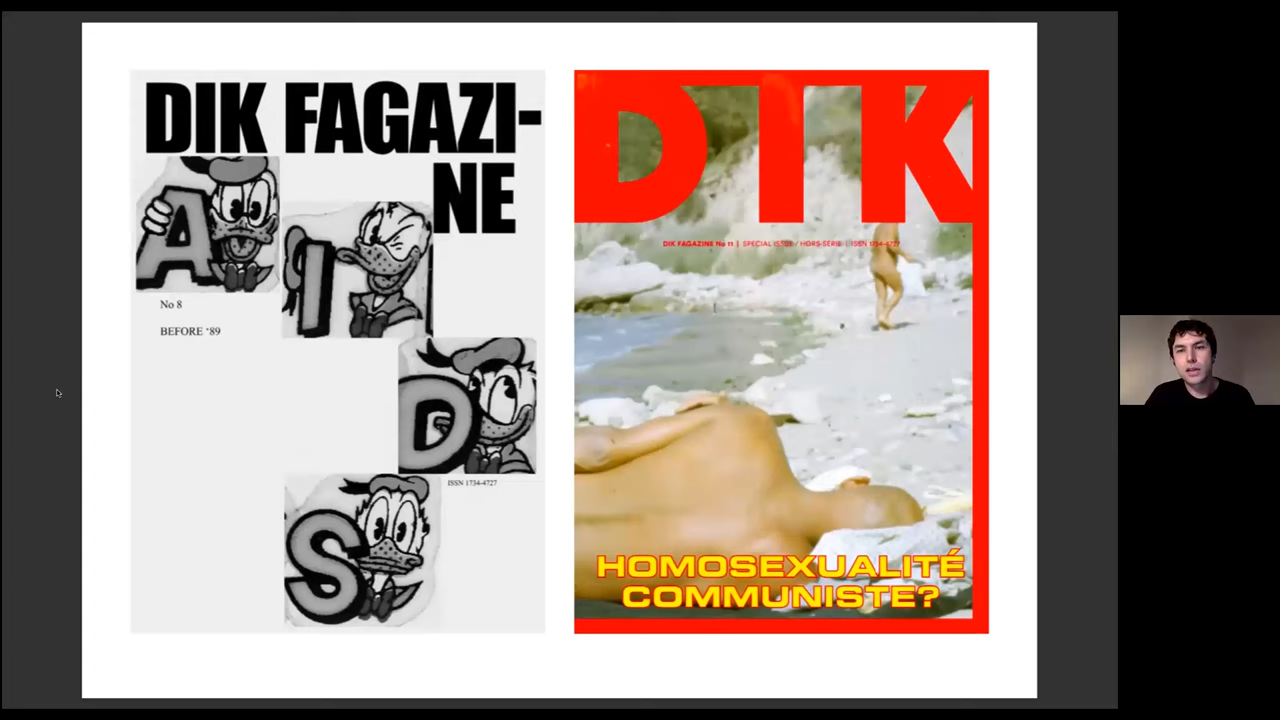 DIK FAGAZI-
NE
A
I
D
S
No 8
BEFORE ‘89
ISSN 1734-4727
DIK
DIK FAGAZINE No 11 | SPECIAL ISSUE / HORS-SÉRIE | ISSN 1734-4727
HOMOSEXUALITÉ
COMMUNISTE?